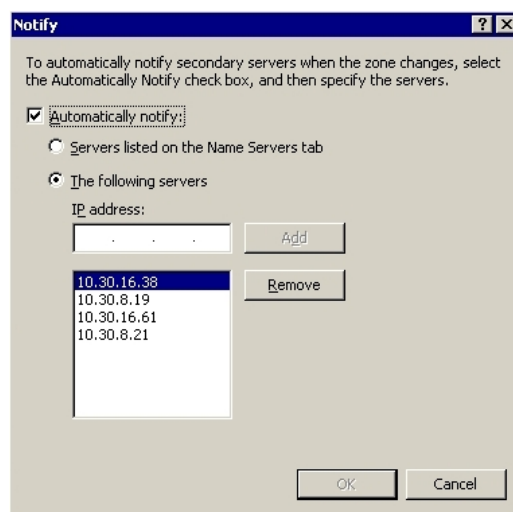 Notify
To automatically notify secondary servers when the zone changes, select
the Automatically Notify check box, and then specify the servers.
Automatically notify:
Servers listed on the Name Servers tab
The following servers
IP address:
. . . Add
10.30.16.38 Remove
10.30.8.19
10.30.16.61
10.30.8.21
OK Cancel